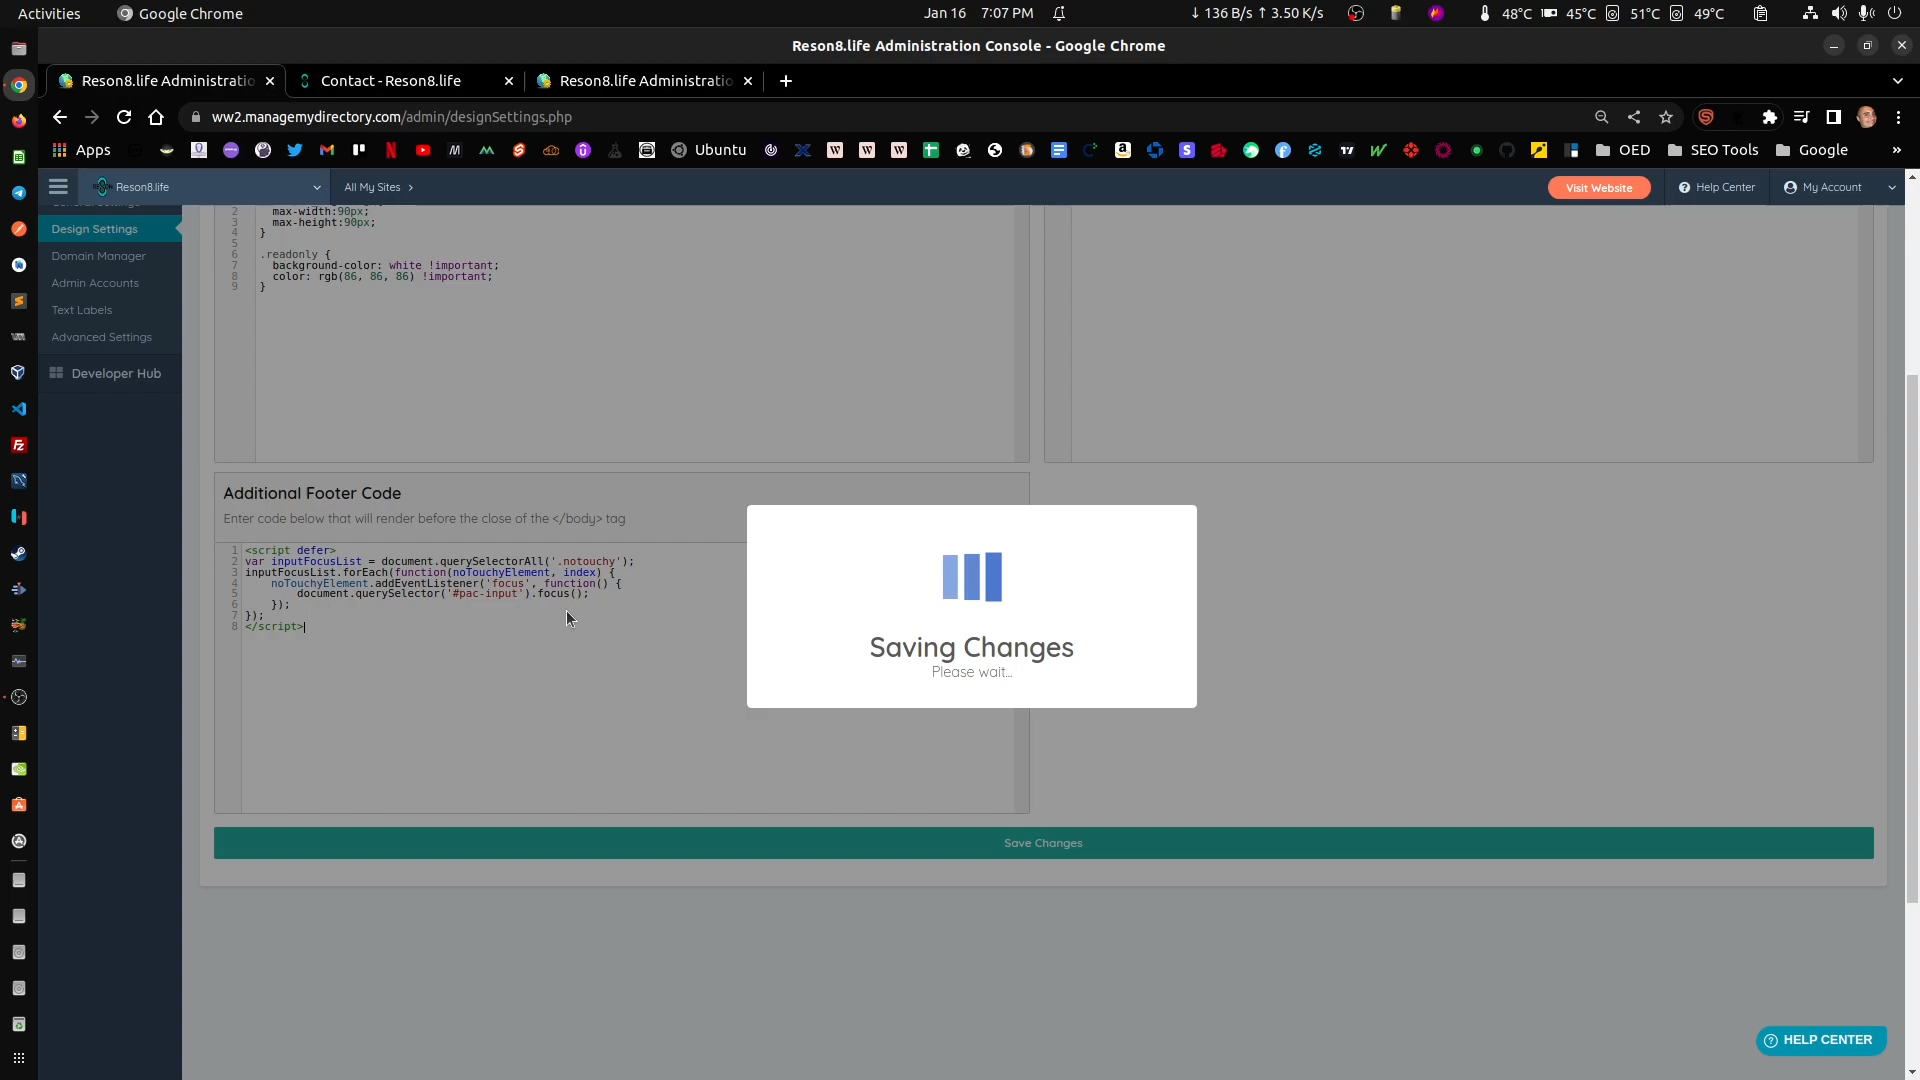 Activities
Google Chrome
Jan 16 7:07 PM
↓ 136 B/s ↑ 3.50 K/s
48°C
45°C
51°C
49°C
Reson8.life Administration Console - Google Chrome
Reson8.life Administratio
Contact - Reson8.life
Reson8.life Administratio
ww2.managemydirectory.com/admin/designSettings.php
Apps
Ubuntu
OED
SEO Tools
Google
»
Reson8.life
All My Sites
Visit Website
Help Center
My Account
Design Settings
Domain Manager
Admin Accounts
Text Labels
Advanced Settings
Developer Hub
2 max-width:90px;
3 max-height:90px;
4 }
5
6 .readonly {
7 background-color: white !important;
8 color: rgb(86, 86, 86) !important;
9 }
Additional Footer Code
Enter code below that will render before the close of the </body> tag
1 <script defer>
2 var inputFocusList = document.querySelectorAll('.notouchy');
3 inputFocusList.forEach(function(noTouchyElement, index) {
4 noTouchyElement.addEventListener('focus', function() {
5 document.querySelector('#pac-input').focus();
6 });
7 });
8 </script>
Saving Changes
Please wait...
Save Changes
HELP CENTER